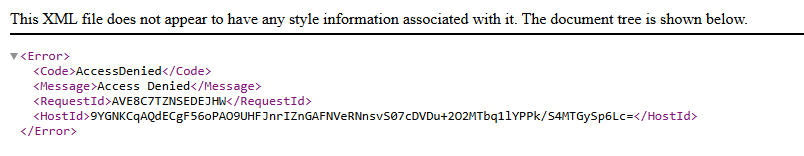 This XML file does not appear to have any style information associated with it. The document tree is shown below.
▼<Error>
<Code>AccessDenied</Code>
<Message>Access Denied</Message>
<RequestId>AVE8C7TZNSEDEJHW</RequestId>
<HostId>9YGNKCqAQdECgF56oPAO9UHFJnrIZnGAFNVeRNnsvS07cDVDu+2O2MTbq1lYPPk/S4MTGySp6Lc=</HostId>
</Error>